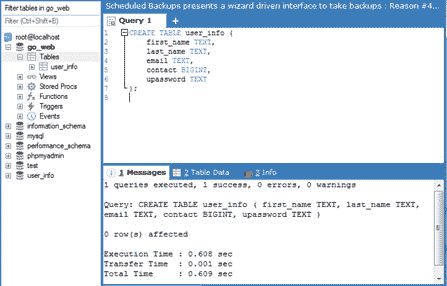 Filter tables in go_web
Filter (Ctrl+Shift+B)
root@localhost
go_web
Tables
user_info
Views
Stored Procs
Functions
Triggers
Events
information_schema
mysql
performance_schema
phpmyadmin
test
user_info
Scheduled Backups presents a wizard driven interface to take backups : Reason #4...
Query 1
1 CREATE TABLE user_info (
2 first_name TEXT,
3 last_name TEXT,
4 email TEXT,
5 contact BIGINT,
6 upassword TEXT
7 );
8
1 Messages 2 Table Data 3 Info
1 queries executed, 1 success, 0 errors, 0 warnings
Query: CREATE TABLE user_info ( first_name TEXT, last_name TEXT,
email TEXT, contact BIGINT, upassword TEXT )
0 row(s) affected
Execution Time : 0.608 sec
Transfer Time : 0.001 sec
Total Time : 0.609 sec